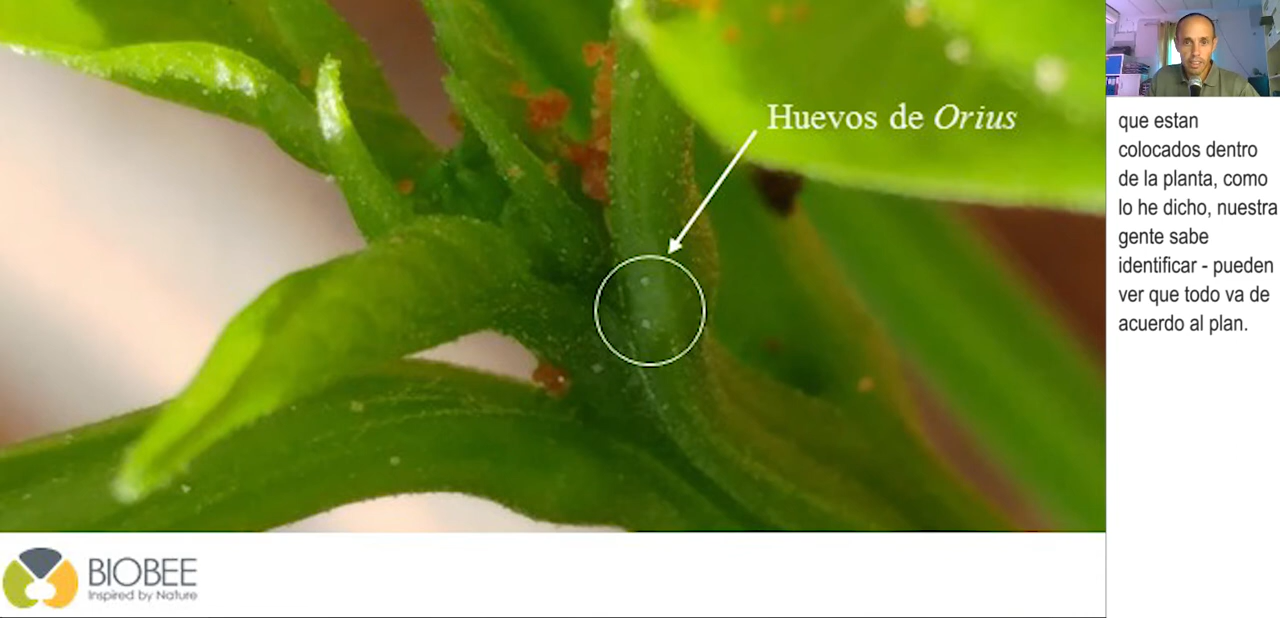 Huevos de Orius
que estan
colocados dentro
de la planta, como
lo he dicho, nuestra
gente sabe
identificar - pueden
ver que todo va de
acuerdo al plan.
BIOBEE
Inspired by Nature